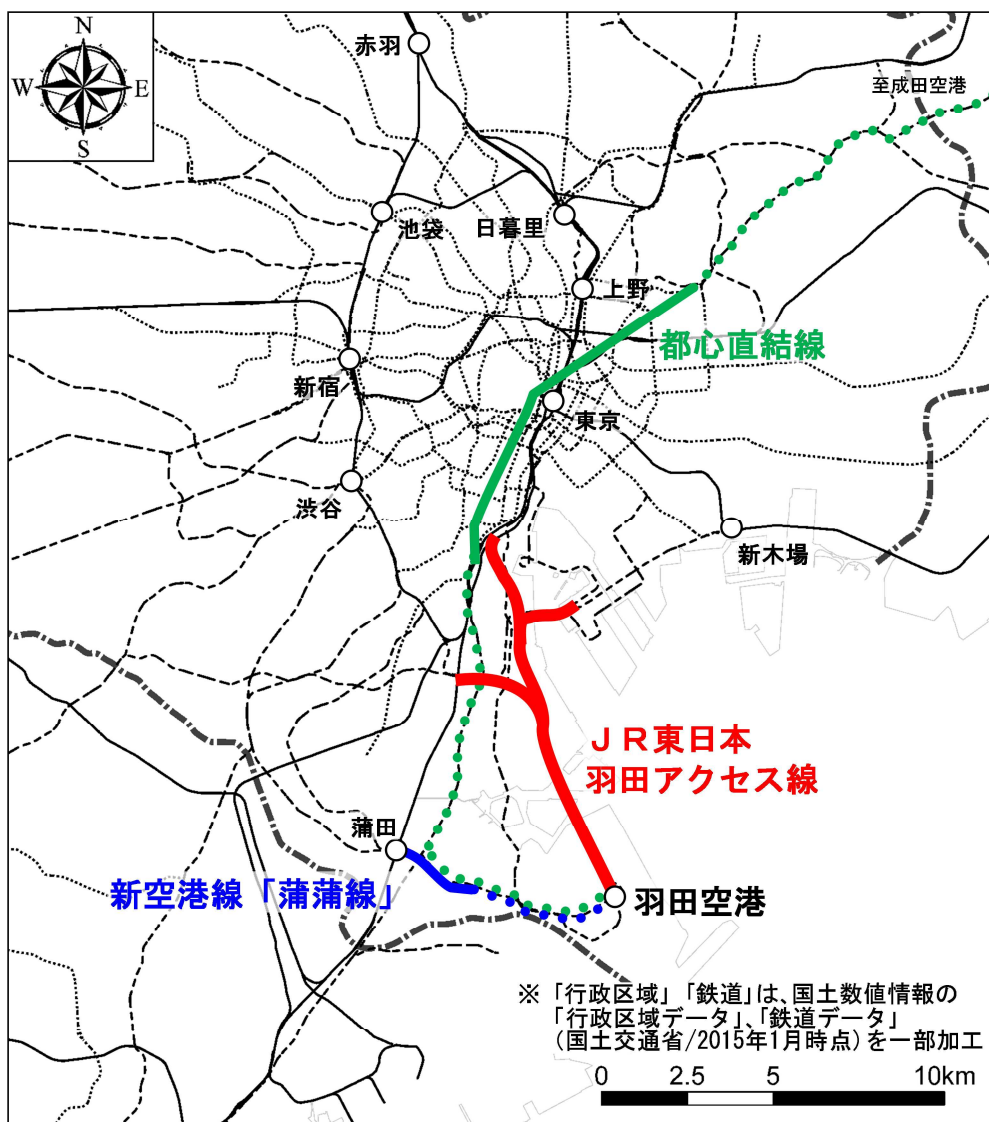 N
W
E
S
赤羽
至成田空港
池袋
日暮里
上野
都心直結線
新宿
東京
渋谷
新木場
ＪＲ東日本
羽田アクセス線
蒲田
新空港線「蒲蒲線」
羽田空港
※「行政区域」「鉄道」は、国土数値情報の
「行政区域データ」、「鉄道データ」
(国土交通省/2015年1月時点)を一部加工
0 2.5 5 10km